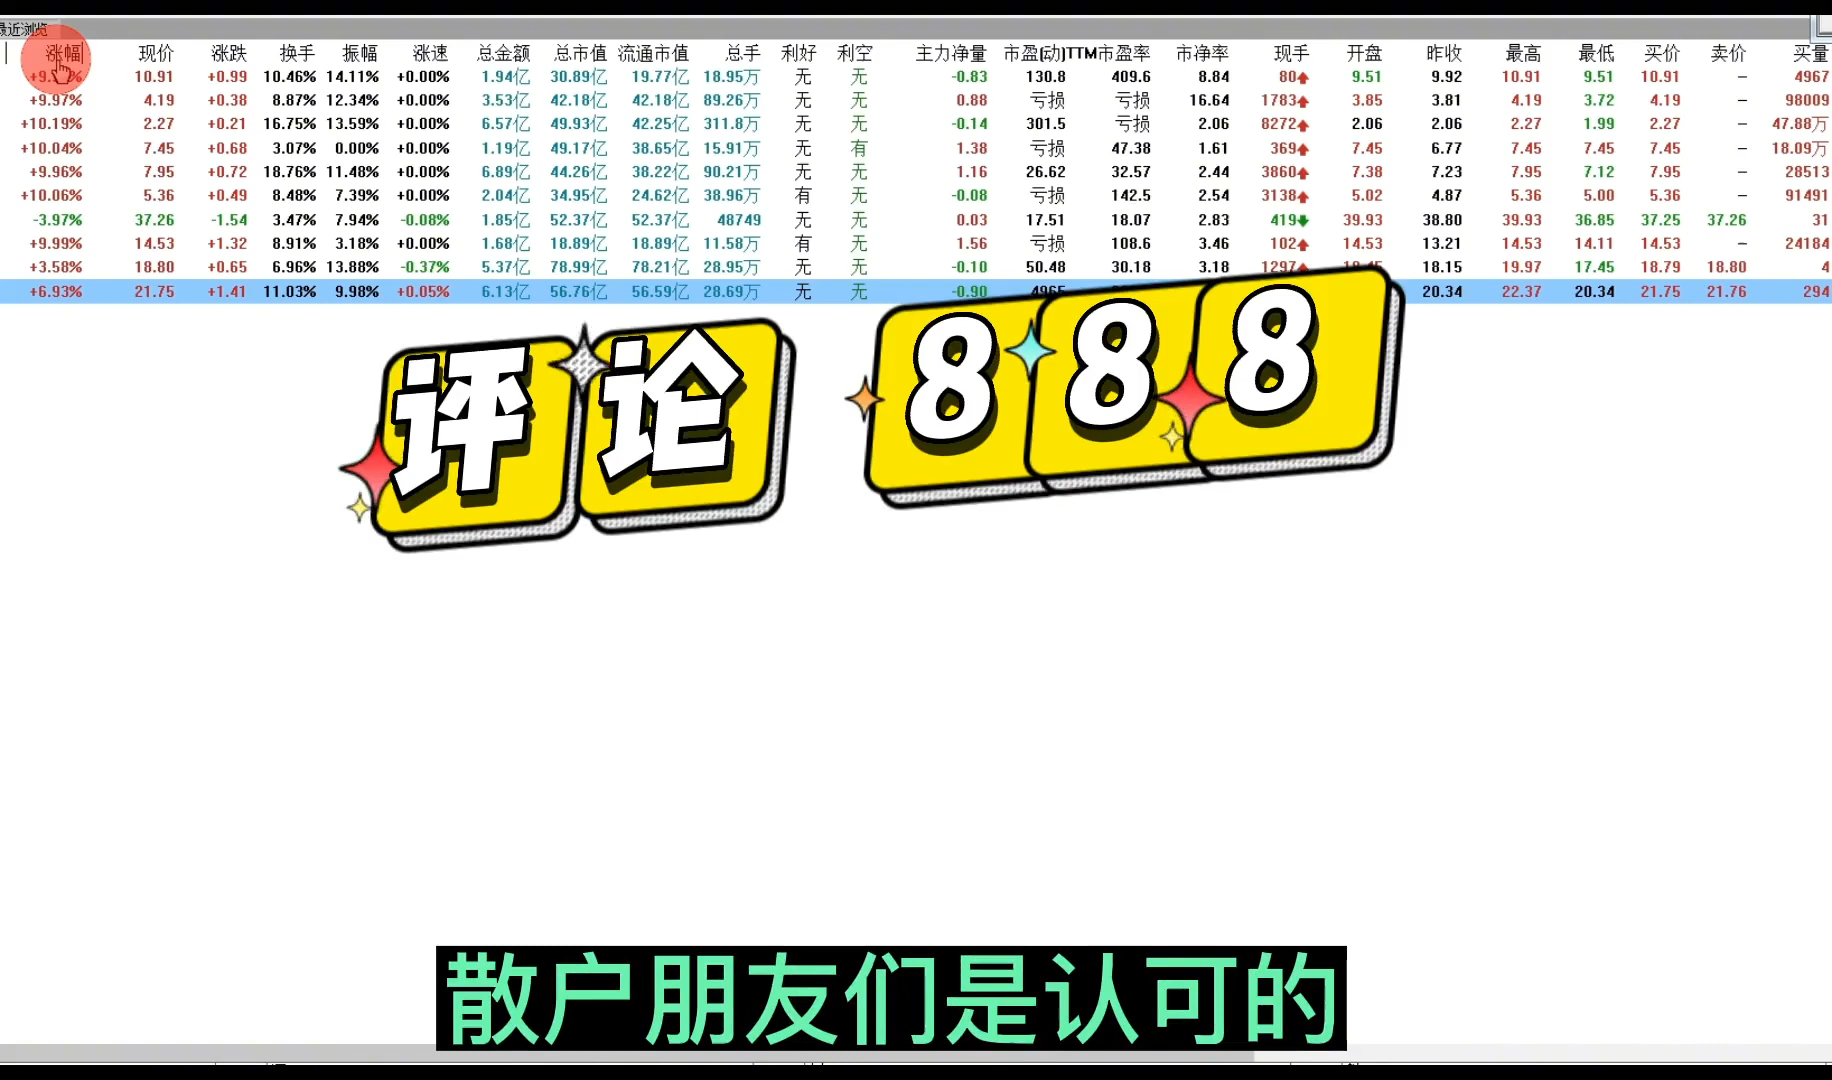 最近浏览
涨幅 现价 涨跌 换手 振幅 涨速 总金额 总市值 流通市值 总手 利好 利空 主力净量 市盈(动) TTM市盈率 市净率 现手 开盘 昨收 最高 最低 买价 卖价 买量
10.91 +0.99 10.46% 14.11% +0.00% 1.94亿 30.89亿 19.77亿 18.95万 无 无 -0.83 130.8 409.6 8.84 80 9.51 9.92 10.91 9.51 10.91 – 4967
+9.97% 4.19 +0.38 8.87% 12.34% +0.00% 3.53亿 42.18亿 42.18亿 89.26万 无 无 0.88 亏损 亏损 16.64 1783 3.85 3.81 4.19 3.72 4.19 – 98009
+10.19% 2.27 +0.21 16.75% 13.59% +0.00% 6.57亿 49.93亿 42.25亿 311.8万 无 无 -0.14 301.5 亏损 2.06 8272 2.06 2.06 2.27 1.99 2.27 – 47.88万
+10.04% 7.45 +0.68 3.07% 0.00% +0.00% 1.19亿 49.17亿 38.65亿 15.91万 无 有 1.38 亏损 47.38 1.61 369 7.45 6.77 7.45 7.45 7.45 – 18.09万
+9.96% 7.95 +0.72 18.76% 11.48% +0.00% 6.89亿 44.26亿 38.22亿 90.21万 无 无 1.16 26.62 32.57 2.44 3860 7.38 7.23 7.95 7.12 7.95 – 28513
+10.06% 5.36 +0.49 8.48% 7.39% +0.00% 2.04亿 34.95亿 24.62亿 38.96万 有 无 -0.08 亏损 142.5 2.54 3138 5.02 4.87 5.36 5.00 5.36 – 91491
-3.97% 37.26 -1.54 3.47% 7.94% -0.08% 1.85亿 52.37亿 52.37亿 48749 无 无 0.03 17.51 18.07 2.83 419 39.93 38.80 39.93 36.85 37.25 37.26 31
+9.99% 14.53 +1.32 8.91% 3.18% +0.00% 1.68亿 18.89亿 18.89亿 11.58万 有 无 1.56 亏损 108.6 3.46 102 14.53 13.21 14.53 14.11 14.53 – 24184
+3.58% 18.80 +0.65 6.96% 13.88% -0.37% 5.37亿 78.99亿 78.21亿 28.95万 无 无 -0.10 50.48 30.18 3.18 1297 18.15 19.97 17.45 18.79 18.80 4
+6.93% 21.75 +1.41 11.03% 9.98% +0.05% 6.13亿 56.76亿 56.59亿 28.69万 无 无 -0.90 4965 20.34 22.37 20.34 21.75 21.76 294
评论 888
散户朋友们是认可的